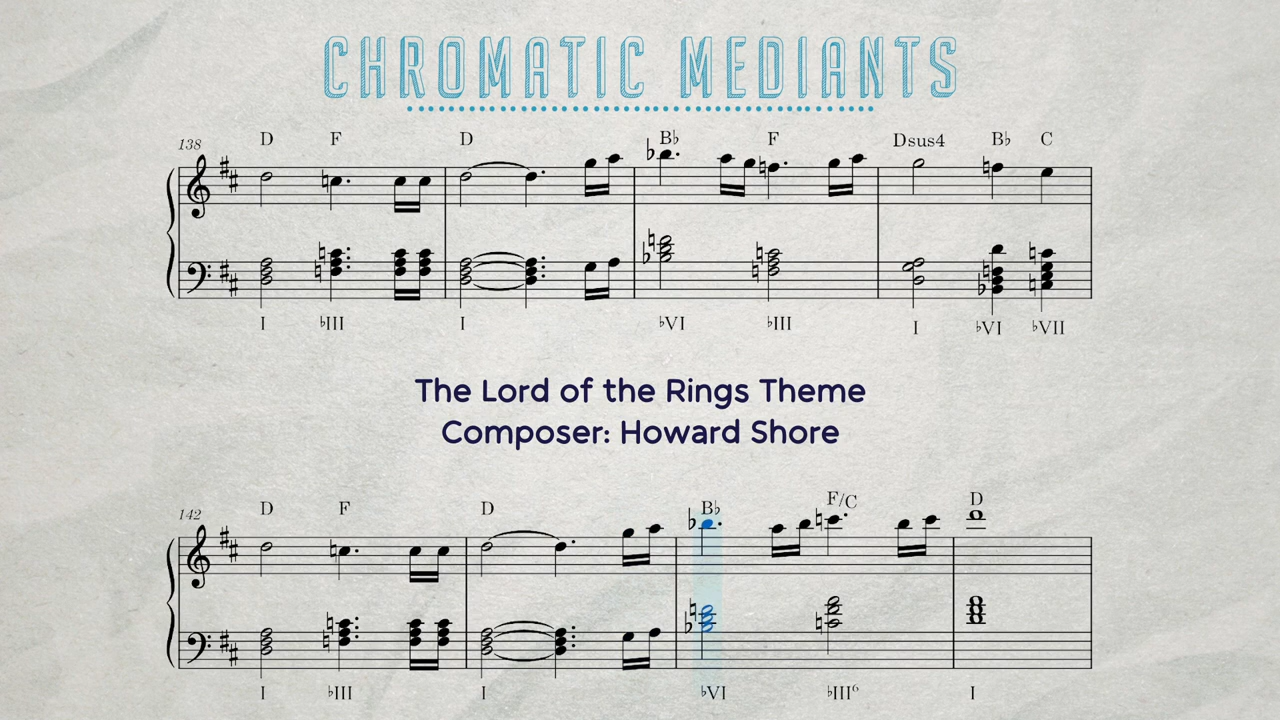 CHROMATIC MEDIANTS
138 D F D B♭ F Dsus4 B♭ C
I ♭III I ♭VI ♭III I ♭VI ♭VII
The Lord of the Rings Theme
Composer: Howard Shore
142 D F D B♭ F/C D
I ♭III I ♭VI ♭III⁶ I